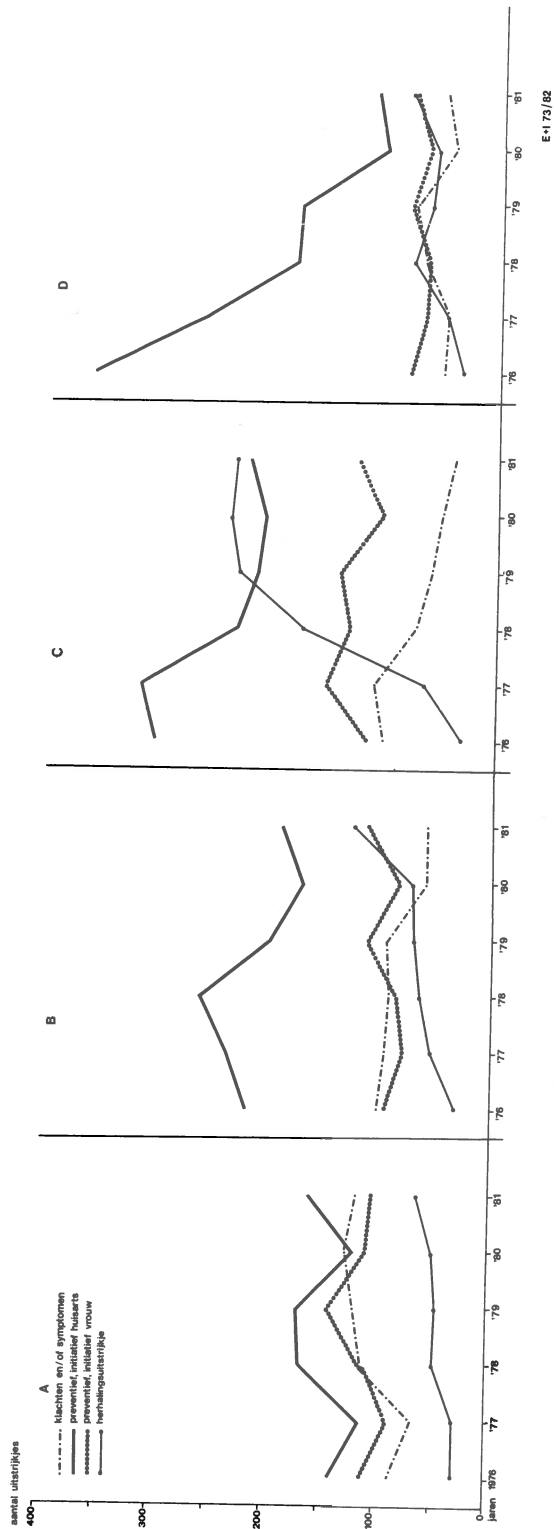 aantal uitstrijkjes
A
B
C
D
klachten en/of symptomen
preventief, initiatief huisarts
preventief, initiatief vrouw
herhalingsuitstrijkje
400
300
200
100
0
jaren 1976 '77 '78 '79 '80 '81
'76 '77 '78 '79 '80 '81
'76 '77 '78 '79 '80 '81
'76 '77 '78 '79 '80 '81
E+I 73/82